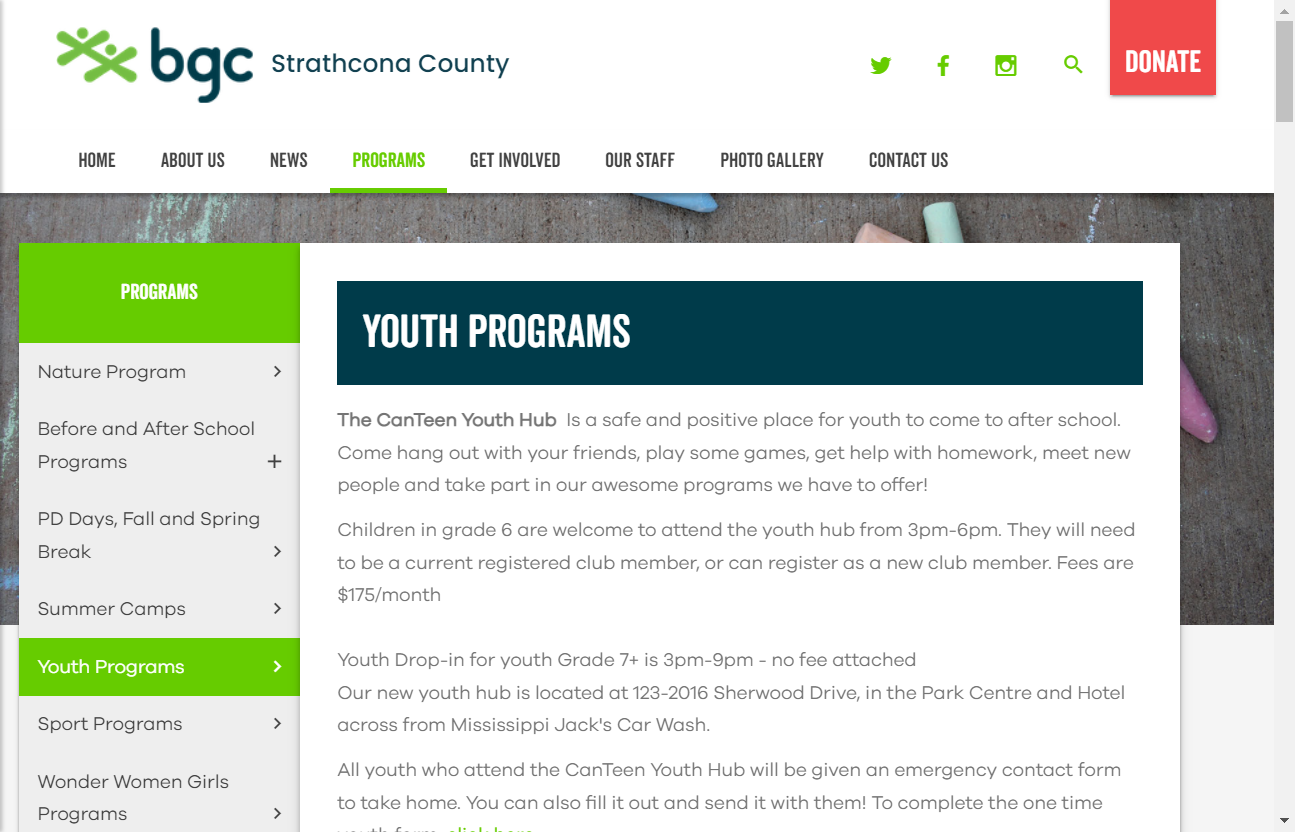 bgc Strathcona County
DONATE
HOME ABOUT US NEWS PROGRAMS GET INVOLVED OUR STAFF PHOTO GALLERY CONTACT US
PROGRAMS
Nature Program
Before and After School
Programs
PD Days, Fall and Spring
Break
Summer Camps
Youth Programs
Sport Programs
Wonder Women Girls
Programs
YOUTH PROGRAMS
The CanTeen Youth Hub Is a safe and positive place for youth to come to after school.
Come hang out with your friends, play some games, get help with homework, meet new
people and take part in our awesome programs we have to offer!
Children in grade 6 are welcome to attend the youth hub from 3pm-6pm. They will need
to be a current registered club member, or can register as a new club member. Fees are
$175/month
Youth Drop-in for youth Grade 7+ is 3pm-9pm - no fee attached
Our new youth hub is located at 123-2016 Sherwood Drive, in the Park Centre and Hotel
across from Mississippi Jack's Car Wash.
All youth who attend the CanTeen Youth Hub will be given an emergency contact form
to take home. You can also fill it out and send it with them! To complete the one time
youth form, click here